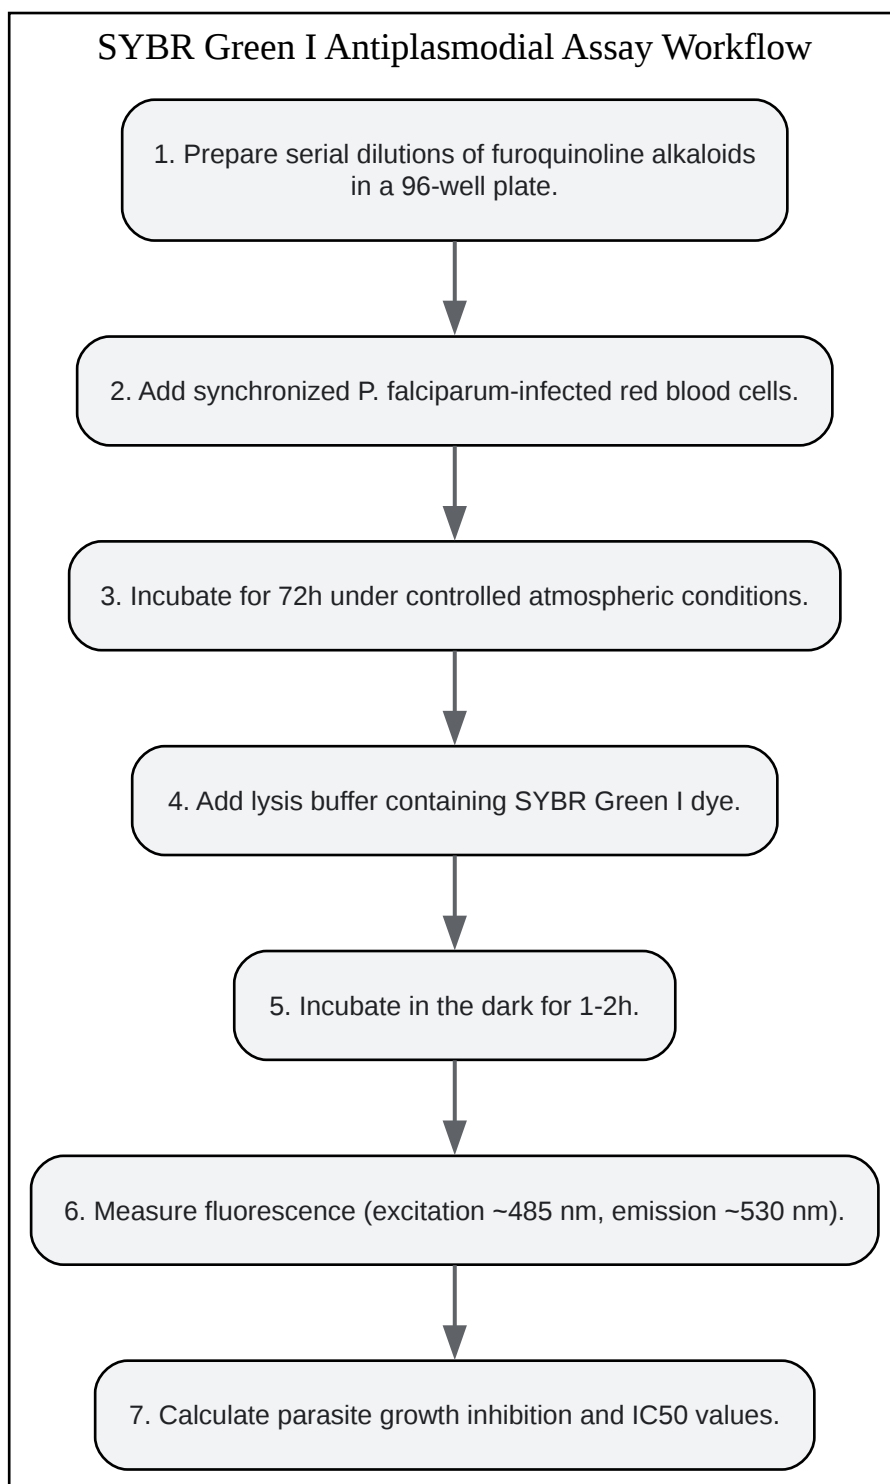 SYBR Green I Antiplasmodial Assay Workflow
1. Prepare serial dilutions of furoquinoline alkaloids
in a 96-well plate.
2. Add synchronized P. falciparum-infected red blood cells.
3. Incubate for 72h under controlled atmospheric conditions.
4. Add lysis buffer containing SYBR Green I dye.
5. Incubate in the dark for 1-2h.
6. Measure fluorescence (excitation ~485 nm, emission ~530 nm).
7. Calculate parasite growth inhibition and IC50 values.